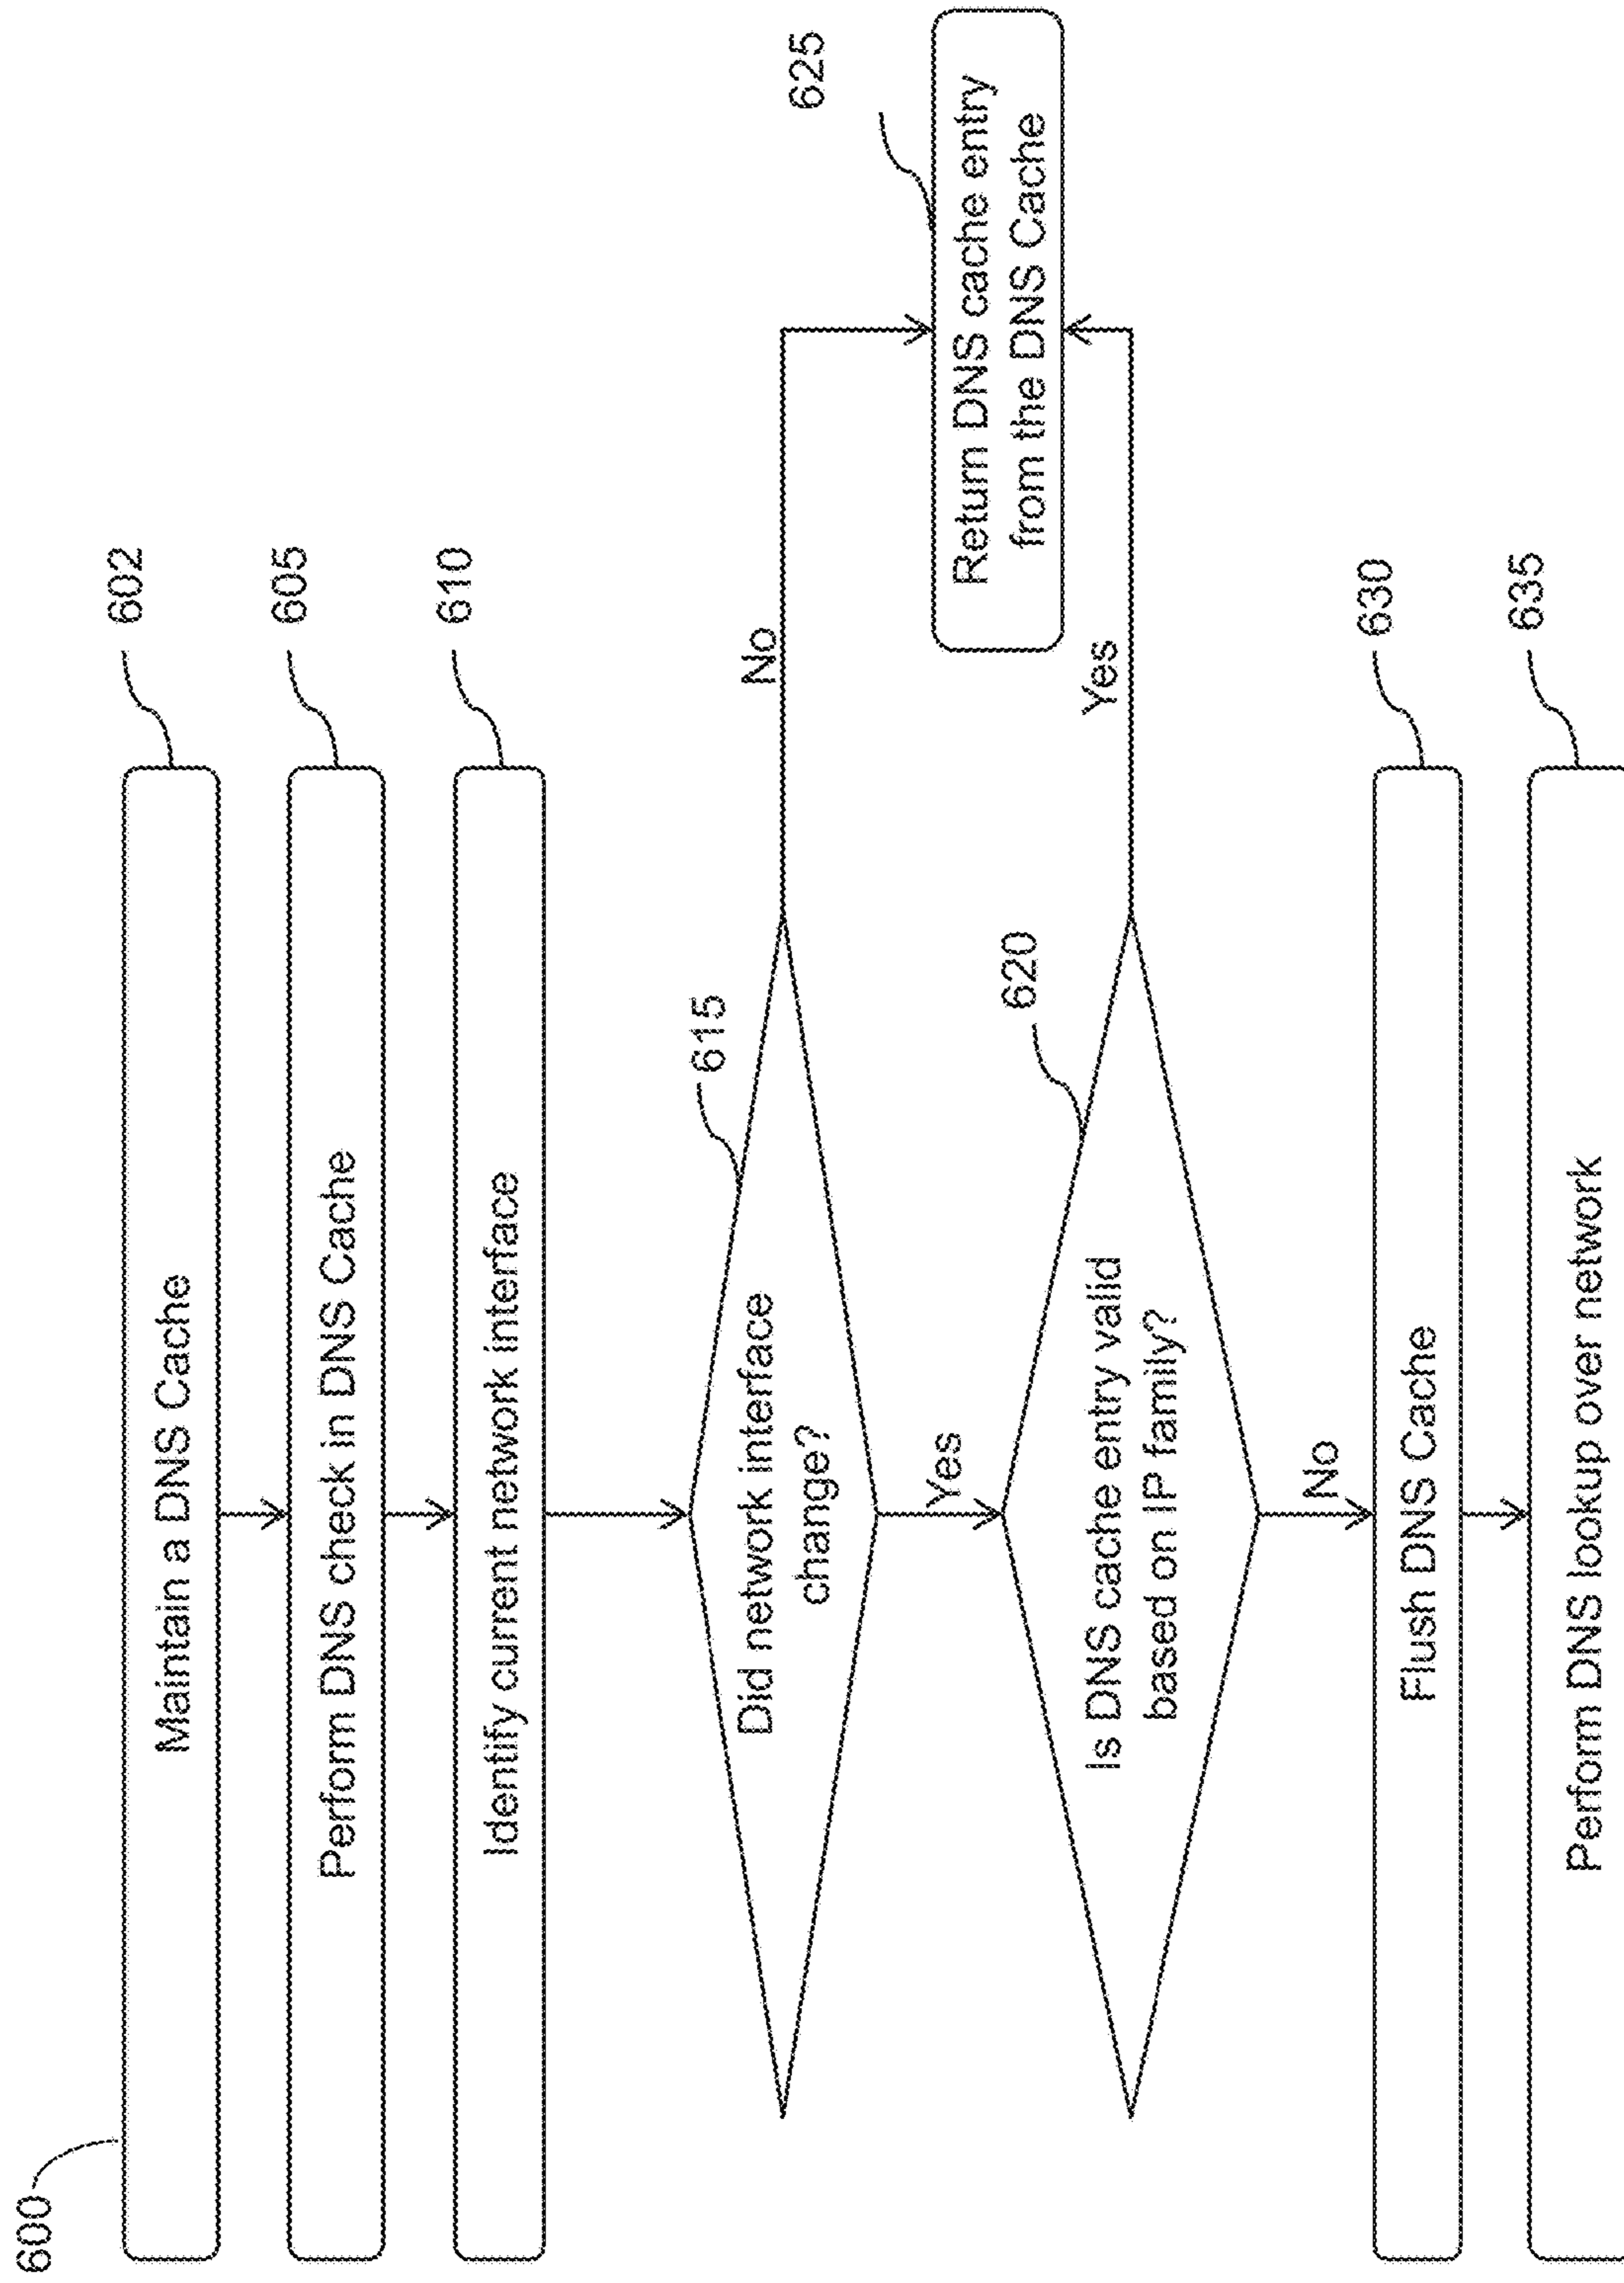 600
Maintain a DNS Cache
602
Perform DNS check in DNS Cache
605
Identify current network interface
610
Did network interface
change?
615
No
Yes
Is DNS cache entry valid
based on IP family?
620
Yes
Return DNS cache entry
from the DNS Cache
625
No
Flush DNS Cache
630
Perform DNS lookup over network
635